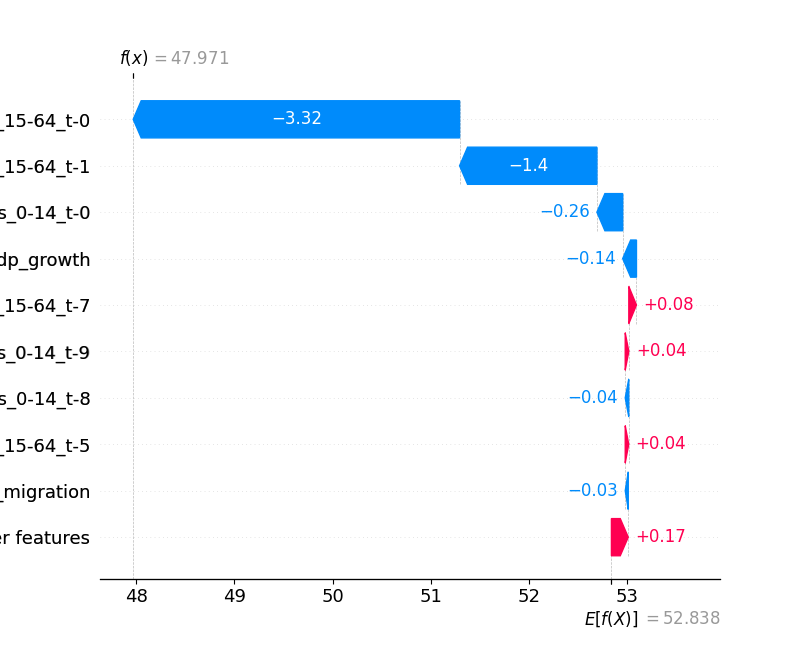 f(x) = 47.971
_15-64_t-0
−3.32
_15-64_t-1
−1.4
s_0-14_t-0
−0.26
dp_growth
−0.14
_15-64_t-7
+0.08
s_0-14_t-9
+0.04
s_0-14_t-8
−0.04
_15-64_t-5
+0.04
_migration
−0.03
er features
+0.17
48 49 50 51 52 53
E[f(X)] = 52.838